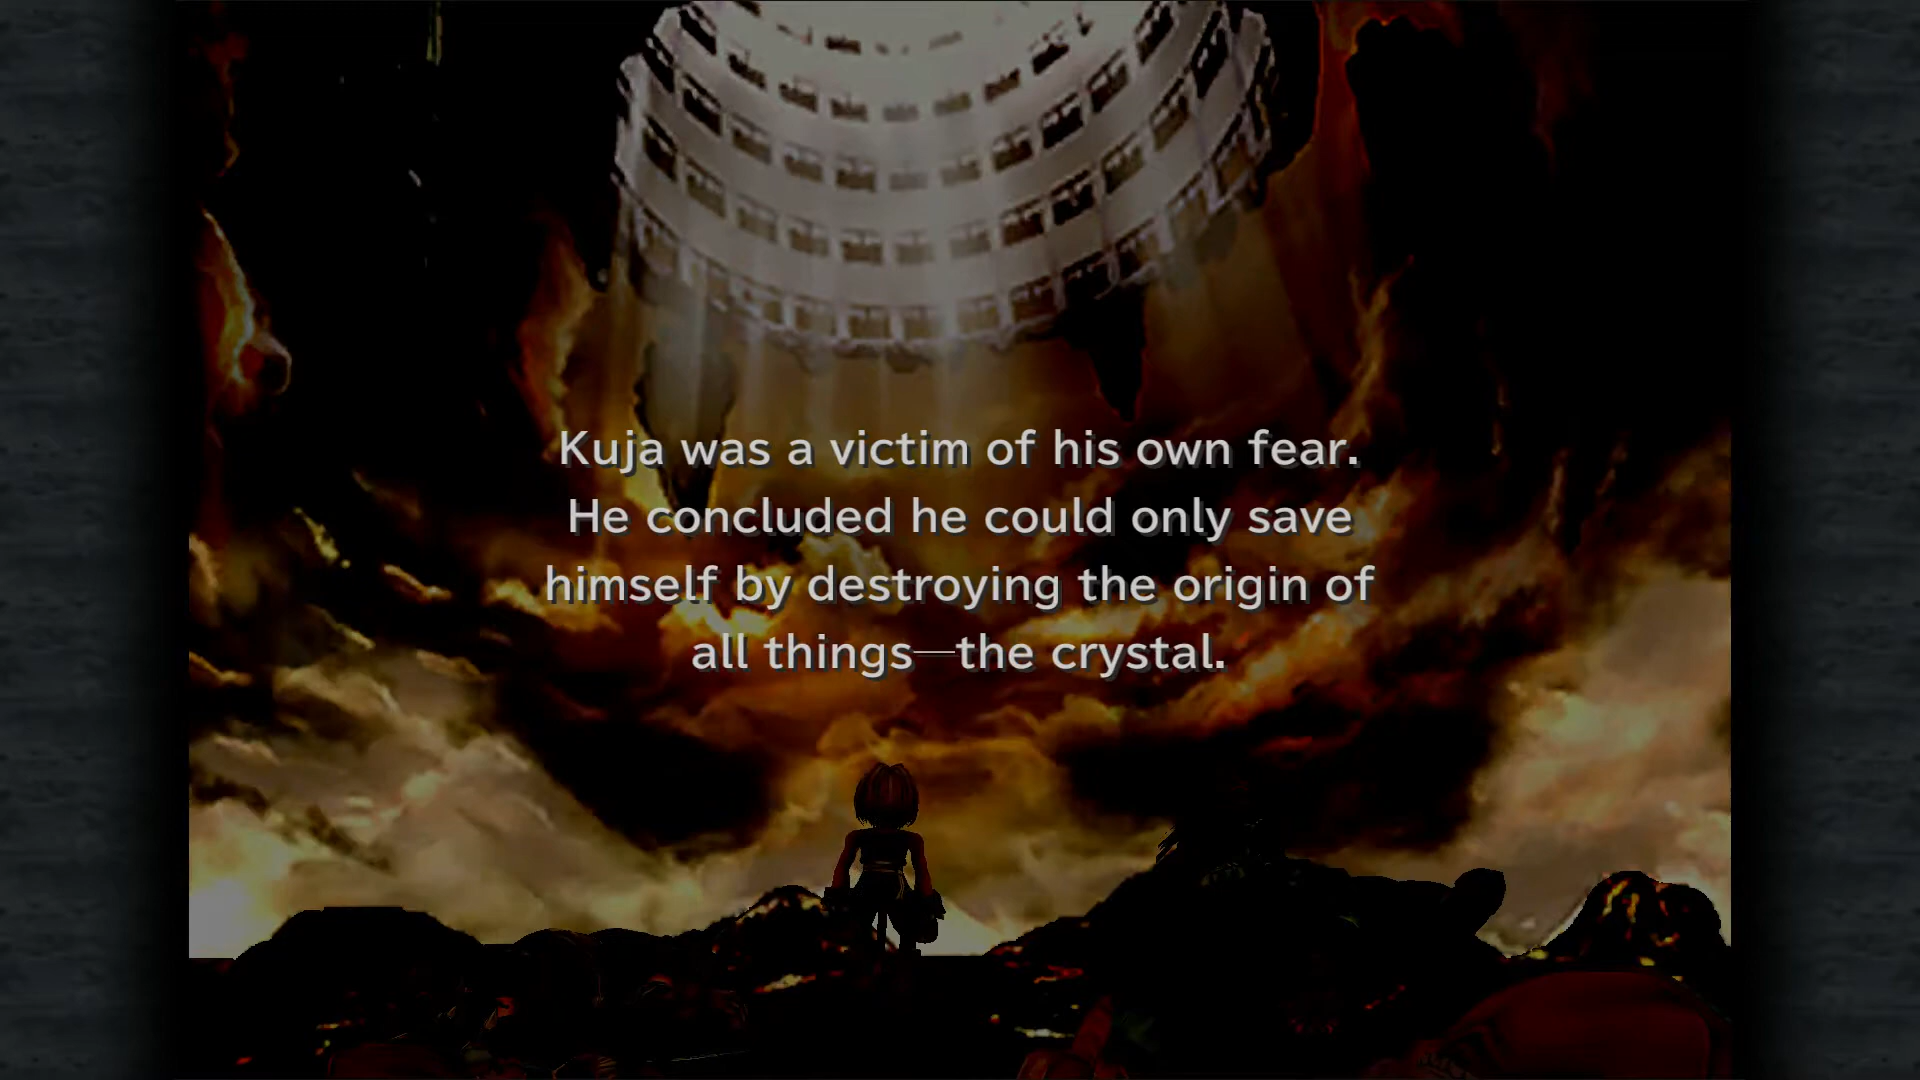 Kuja was a victim of his own fear.
He concluded he could only save
himself by destroying the origin of
all things—the crystal.